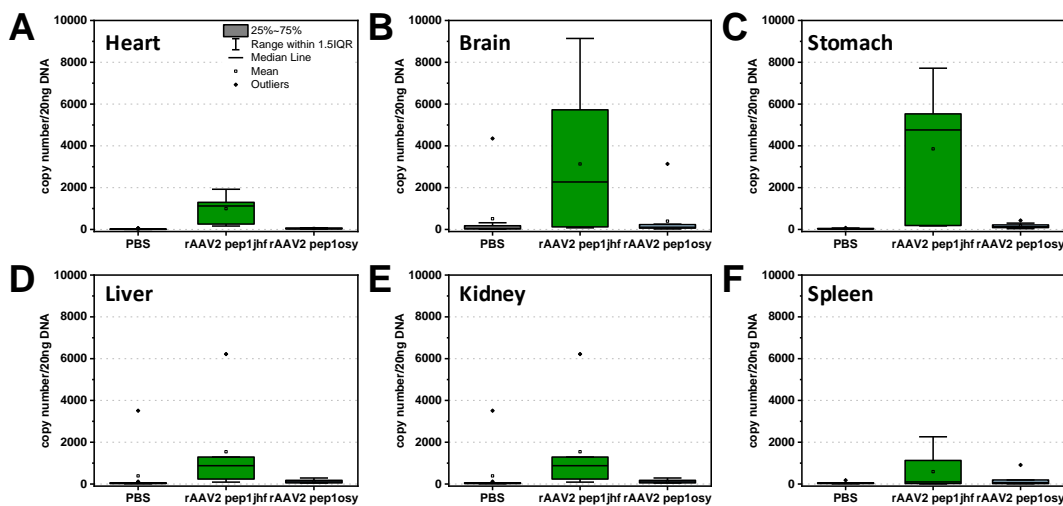 A
Heart
25%~75%
Range within 1.5IQR
Median Line
Mean
Outliers
copy number/20ng DNA
10000
8000
6000
4000
2000
0
PBS
rAAV2 pep1jhf
rAAV2 pep1osy
B
Brain
copy number/20ng DNA
10000
8000
6000
4000
2000
0
PBS
rAAV2 pep1jhf
rAAV2 pep1osy
C
Stomach
copy number/20ng DNA
10000
8000
6000
4000
2000
0
PBS
rAAV2 pep1jhf
rAAV2 pep1osy
D
Liver
copy number/20ng DNA
10000
8000
6000
4000
2000
0
PBS
rAAV2 pep1jhf
rAAV2 pep1osy
E
Kidney
copy number/20ng DNA
10000
8000
6000
4000
2000
0
PBS
rAAV2 pep1jhf
rAAV2 pep1osy
F
Spleen
copy number/20ng DNA
10000
8000
6000
4000
2000
0
PBS
rAAV2 pep1jhf
rAAV2 pep1osy